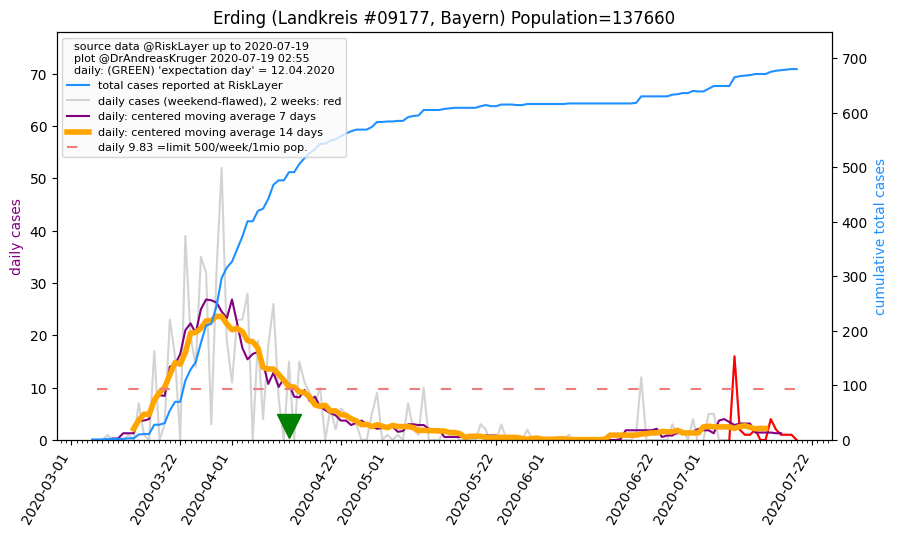 Erding (Landkreis #09177, Bayern) Population=137660
source data @RiskLayer up to 2020-07-19
plot @DrAndreasKruger 2020-07-19 02:55
daily: (GREEN) 'expectation day' = 12.04.2020
total cases reported at RiskLayer
daily cases (weekend-flawed), 2 weeks: red
daily: centered moving average 7 days
daily: centered moving average 14 days
daily 9.83 =limit 500/week/1mio pop.
daily cases
70
60
50
40
30
20
10
0
cumulative total cases
700
600
500
400
300
200
100
0
2020-03-01
2020-03-22
2020-04-01
2020-04-22
2020-05-01
2020-05-22
2020-06-01
2020-06-22
2020-07-01
2020-07-22